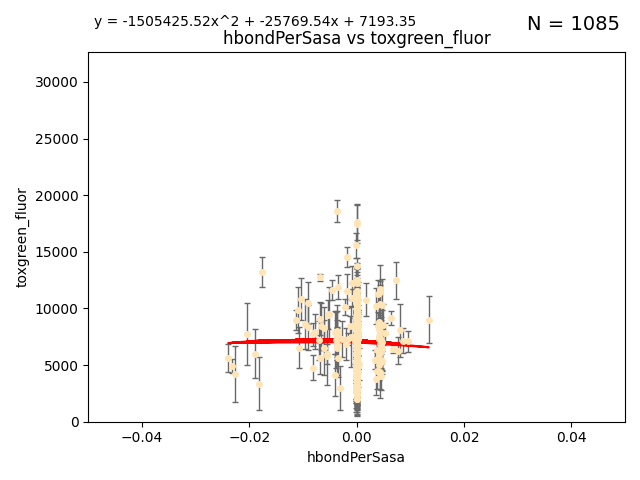 y = -1505425.52x^2 + -25769.54x + 7193.35
N = 1085
hbondPerSasa vs toxgreen_fluor
30000
25000
20000
15000
10000
5000
0
toxgreen_fluor
−0.04
−0.02
0.00
0.02
0.04
hbondPerSasa